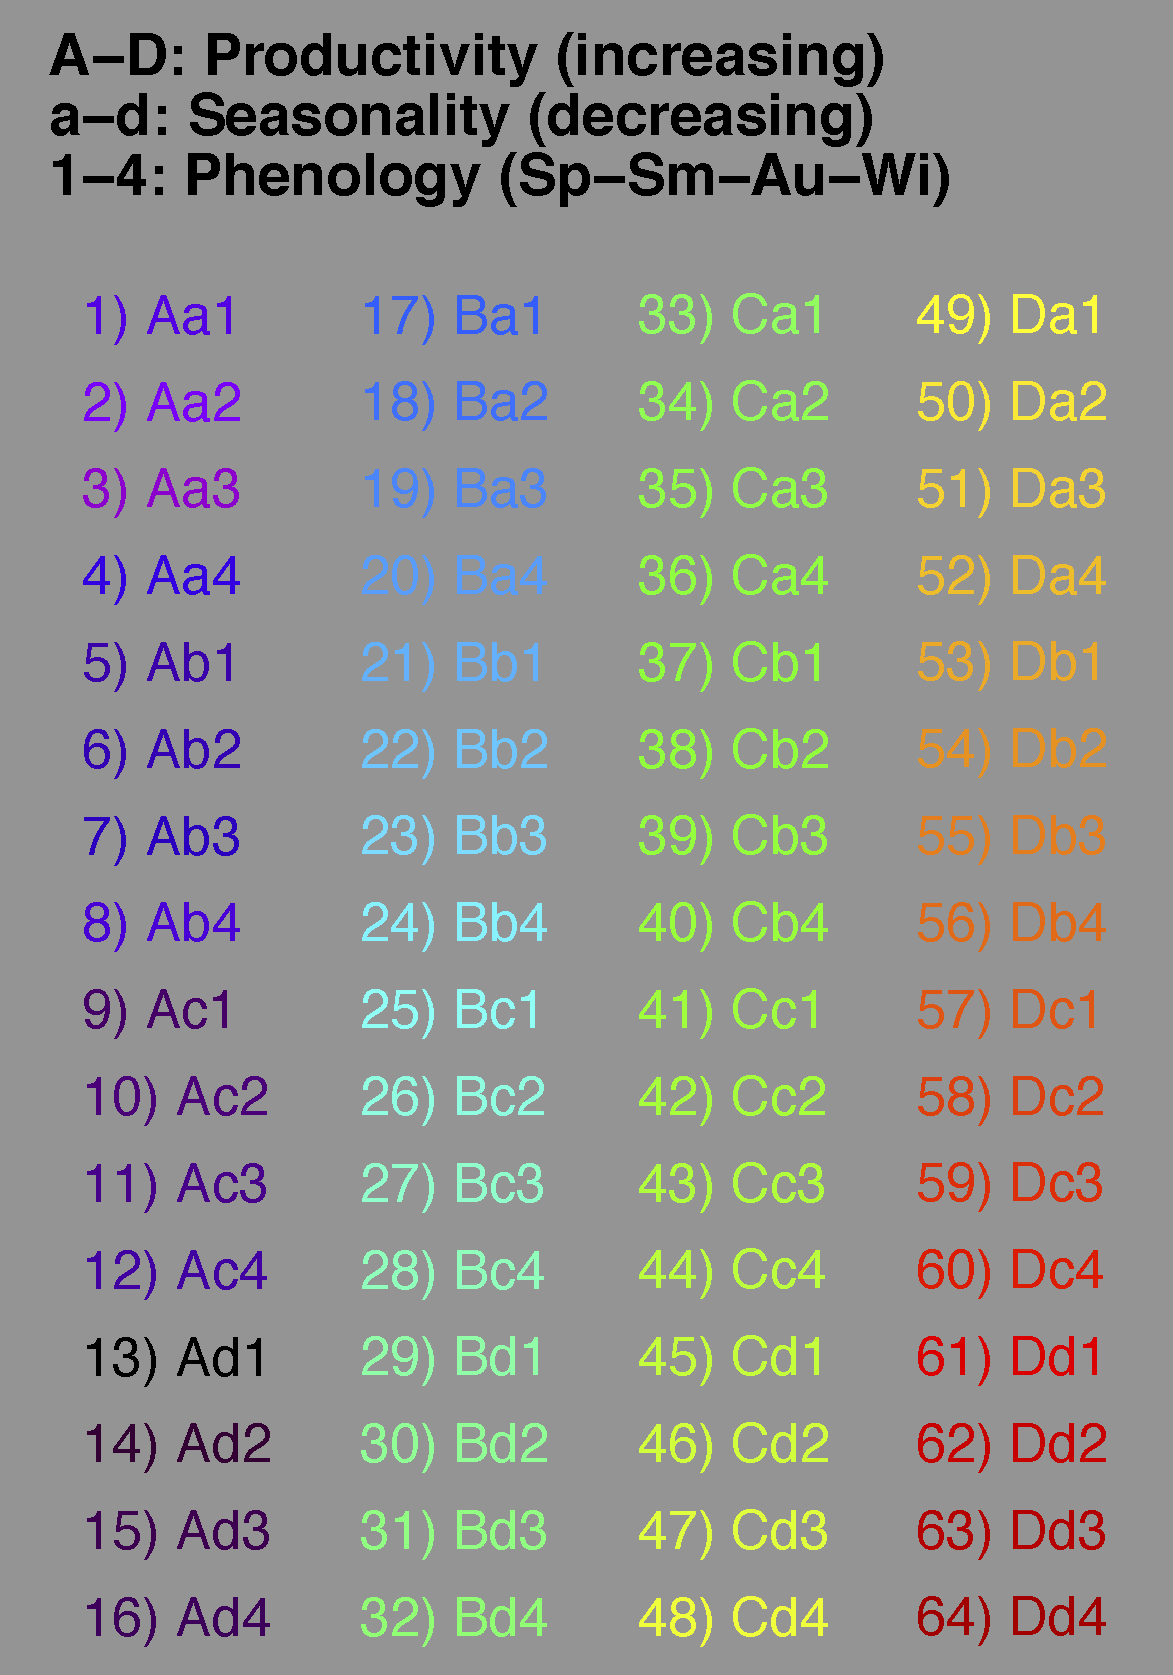 A–D: Productivity (increasing)
a–d: Seasonality (decreasing)
1–4: Phenology (Sp–Sm–Au–Wi)
1) Aa1 17) Ba1 33) Ca1 49) Da1
2) Aa2 18) Ba2 34) Ca2 50) Da2
3) Aa3 19) Ba3 35) Ca3 51) Da3
4) Aa4 20) Ba4 36) Ca4 52) Da4
5) Ab1 21) Bb1 37) Cb1 53) Db1
6) Ab2 22) Bb2 38) Cb2 54) Db2
7) Ab3 23) Bb3 39) Cb3 55) Db3
8) Ab4 24) Bb4 40) Cb4 56) Db4
9) Ac1 25) Bc1 41) Cc1 57) Dc1
10) Ac2 26) Bc2 42) Cc2 58) Dc2
11) Ac3 27) Bc3 43) Cc3 59) Dc3
12) Ac4 28) Bc4 44) Cc4 60) Dc4
13) Ad1 29) Bd1 45) Cd1 61) Dd1
14) Ad2 30) Bd2 46) Cd2 62) Dd2
15) Ad3 31) Bd3 47) Cd3 63) Dd3
16) Ad4 32) Bd4 48) Cd4 64) Dd4